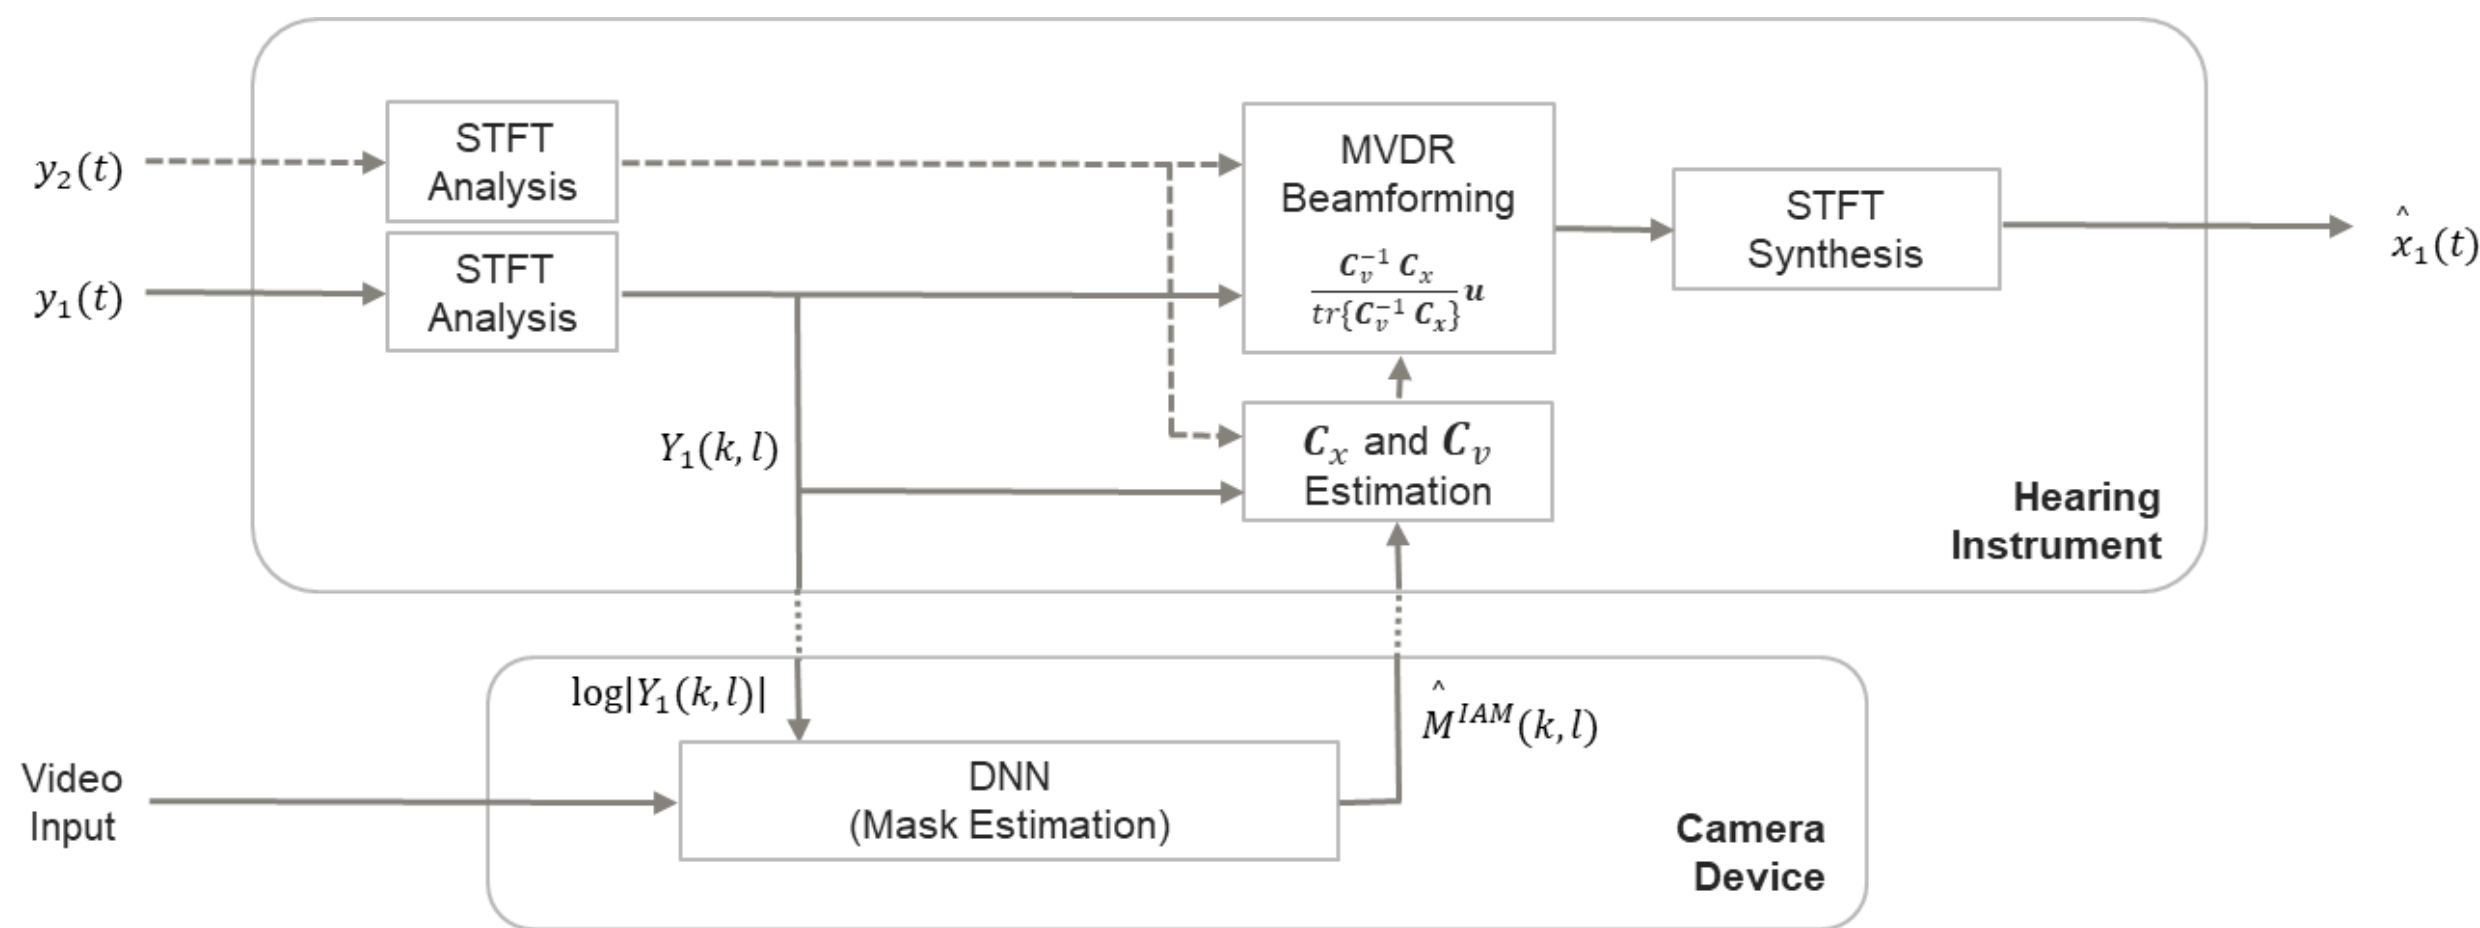 y₂(t)
STFT
Analysis
y₁(t)
STFT
Analysis
MVDR
Beamforming
C_v^{-1} C_x
tr{C_v^{-1} C_x}
u
STFT
Synthesis
x̂₁(t)
Y₁(k, l)
C_x and C_v
Estimation
Hearing
Instrument
log|Y₁(k, l)|
M̂^{IAM}(k, l)
Video
Input
DNN
(Mask Estimation)
Camera
Device